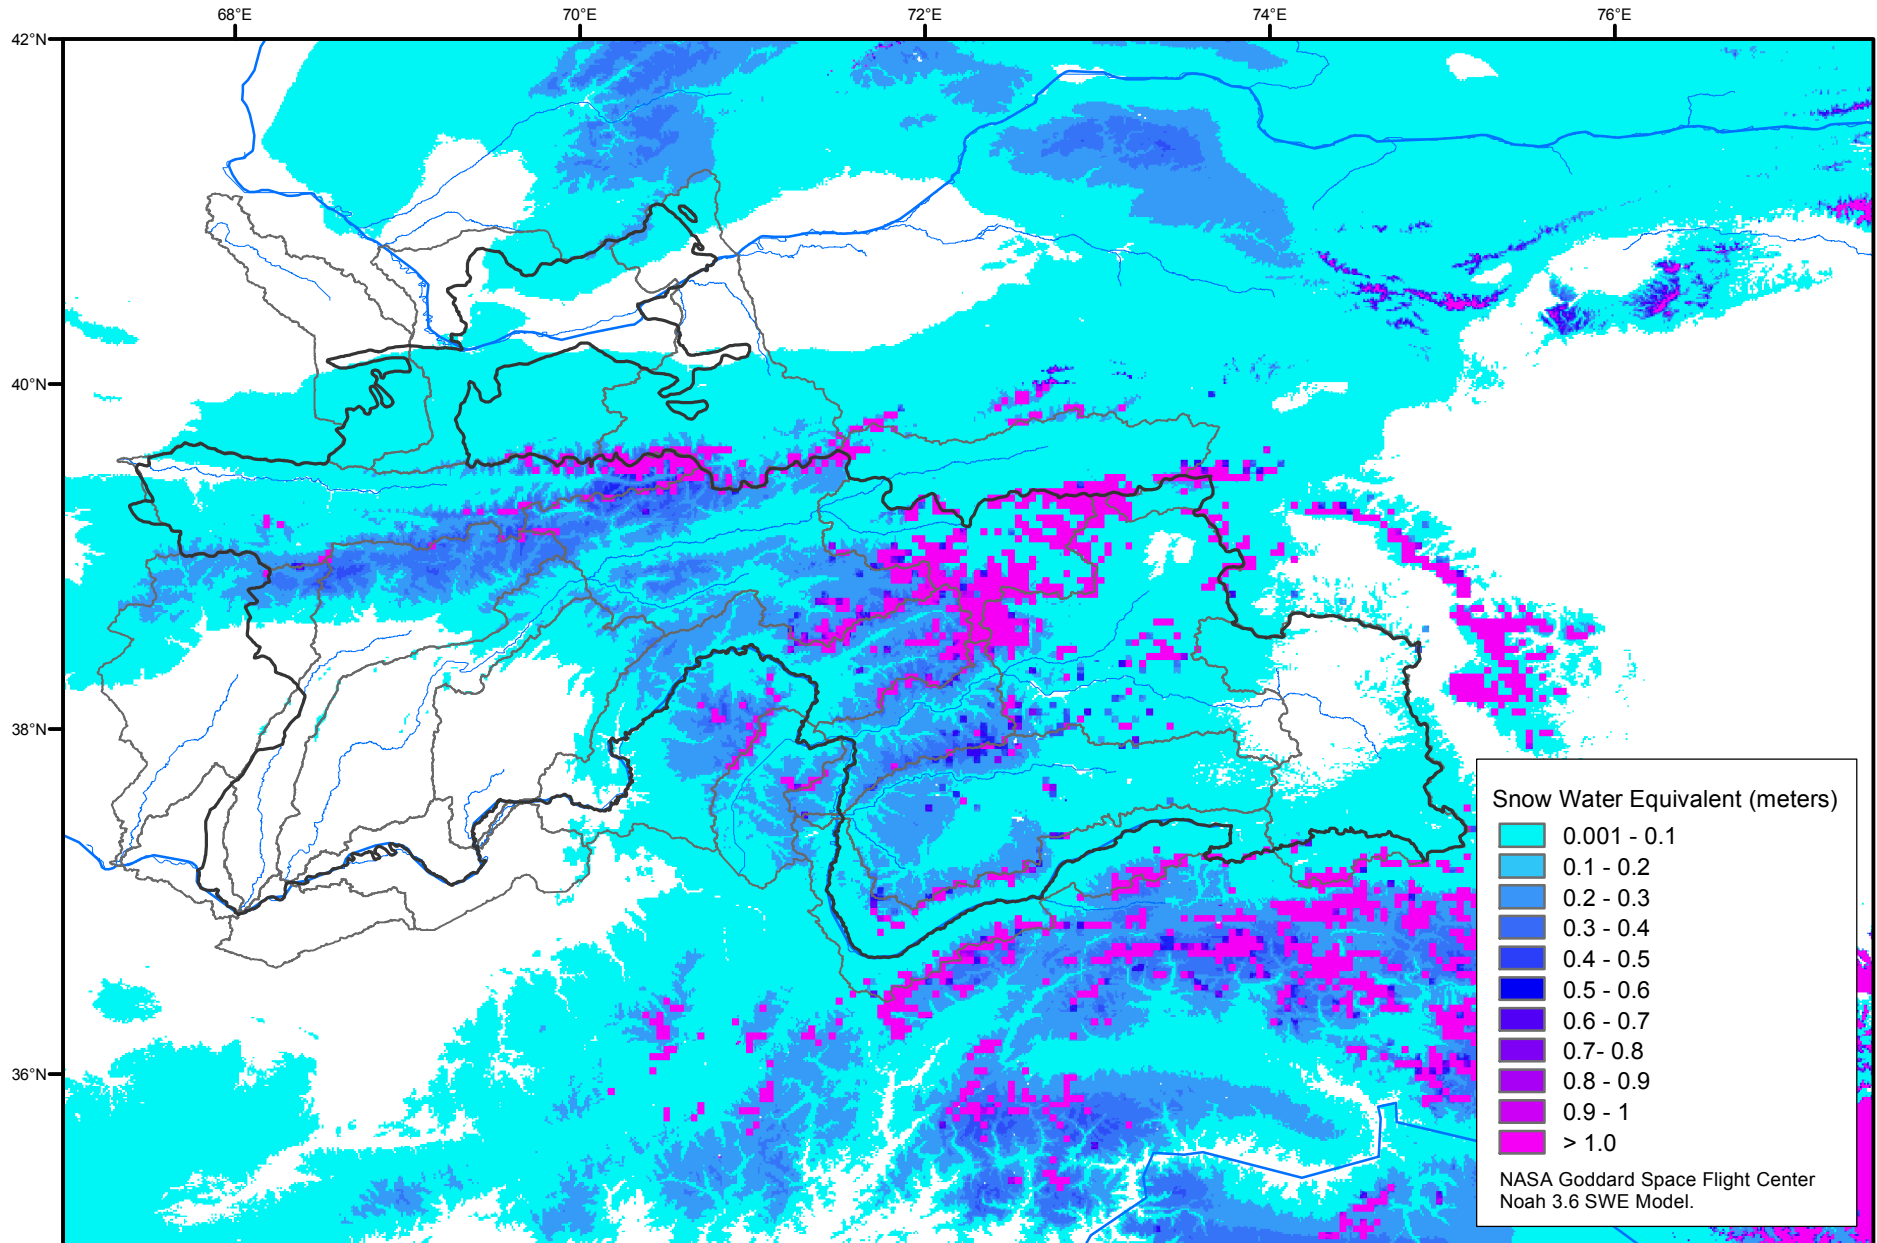 68°E 70°E 72°E 74°E 76°E
42°N
40°N
38°N
36°N
Snow Water Equivalent (meters)
0.001 - 0.1
0.1 - 0.2
0.2 - 0.3
0.3 - 0.4
0.4 - 0.5
0.5 - 0.6
0.6 - 0.7
0.7- 0.8
0.8 - 0.9
0.9 - 1
> 1.0
NASA Goddard Space Flight Center
Noah 3.6 SWE Model.